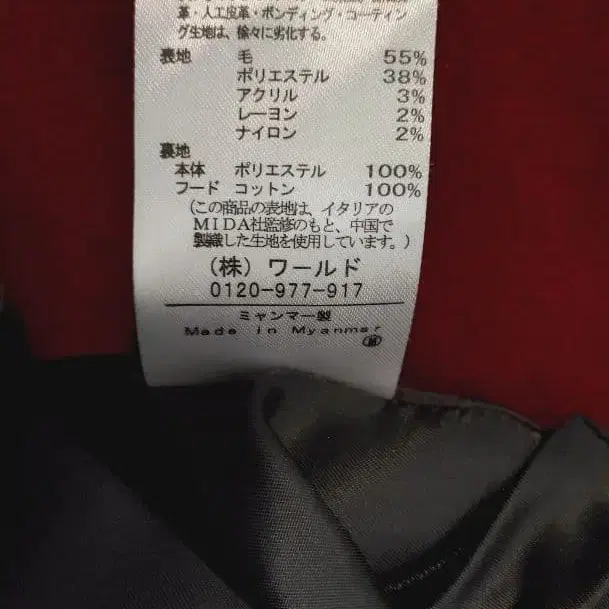 革・人工皮革・ボンディング・コーティン
グ生地は、徐々に劣化する。
表地 毛 55%
ポリエステル 38%
アクリル 3%
レーヨン 2%
ナイロン 2%
裏地
本体 ポリエステル 100%
フード コットン 100%
(この商品の表地は、イタリアの
MIDA社監修のもと、中国で
製織した生地を使用しています。)
(株) ワールド
0120-977-917
ミャンマー製
Made in Myanmar